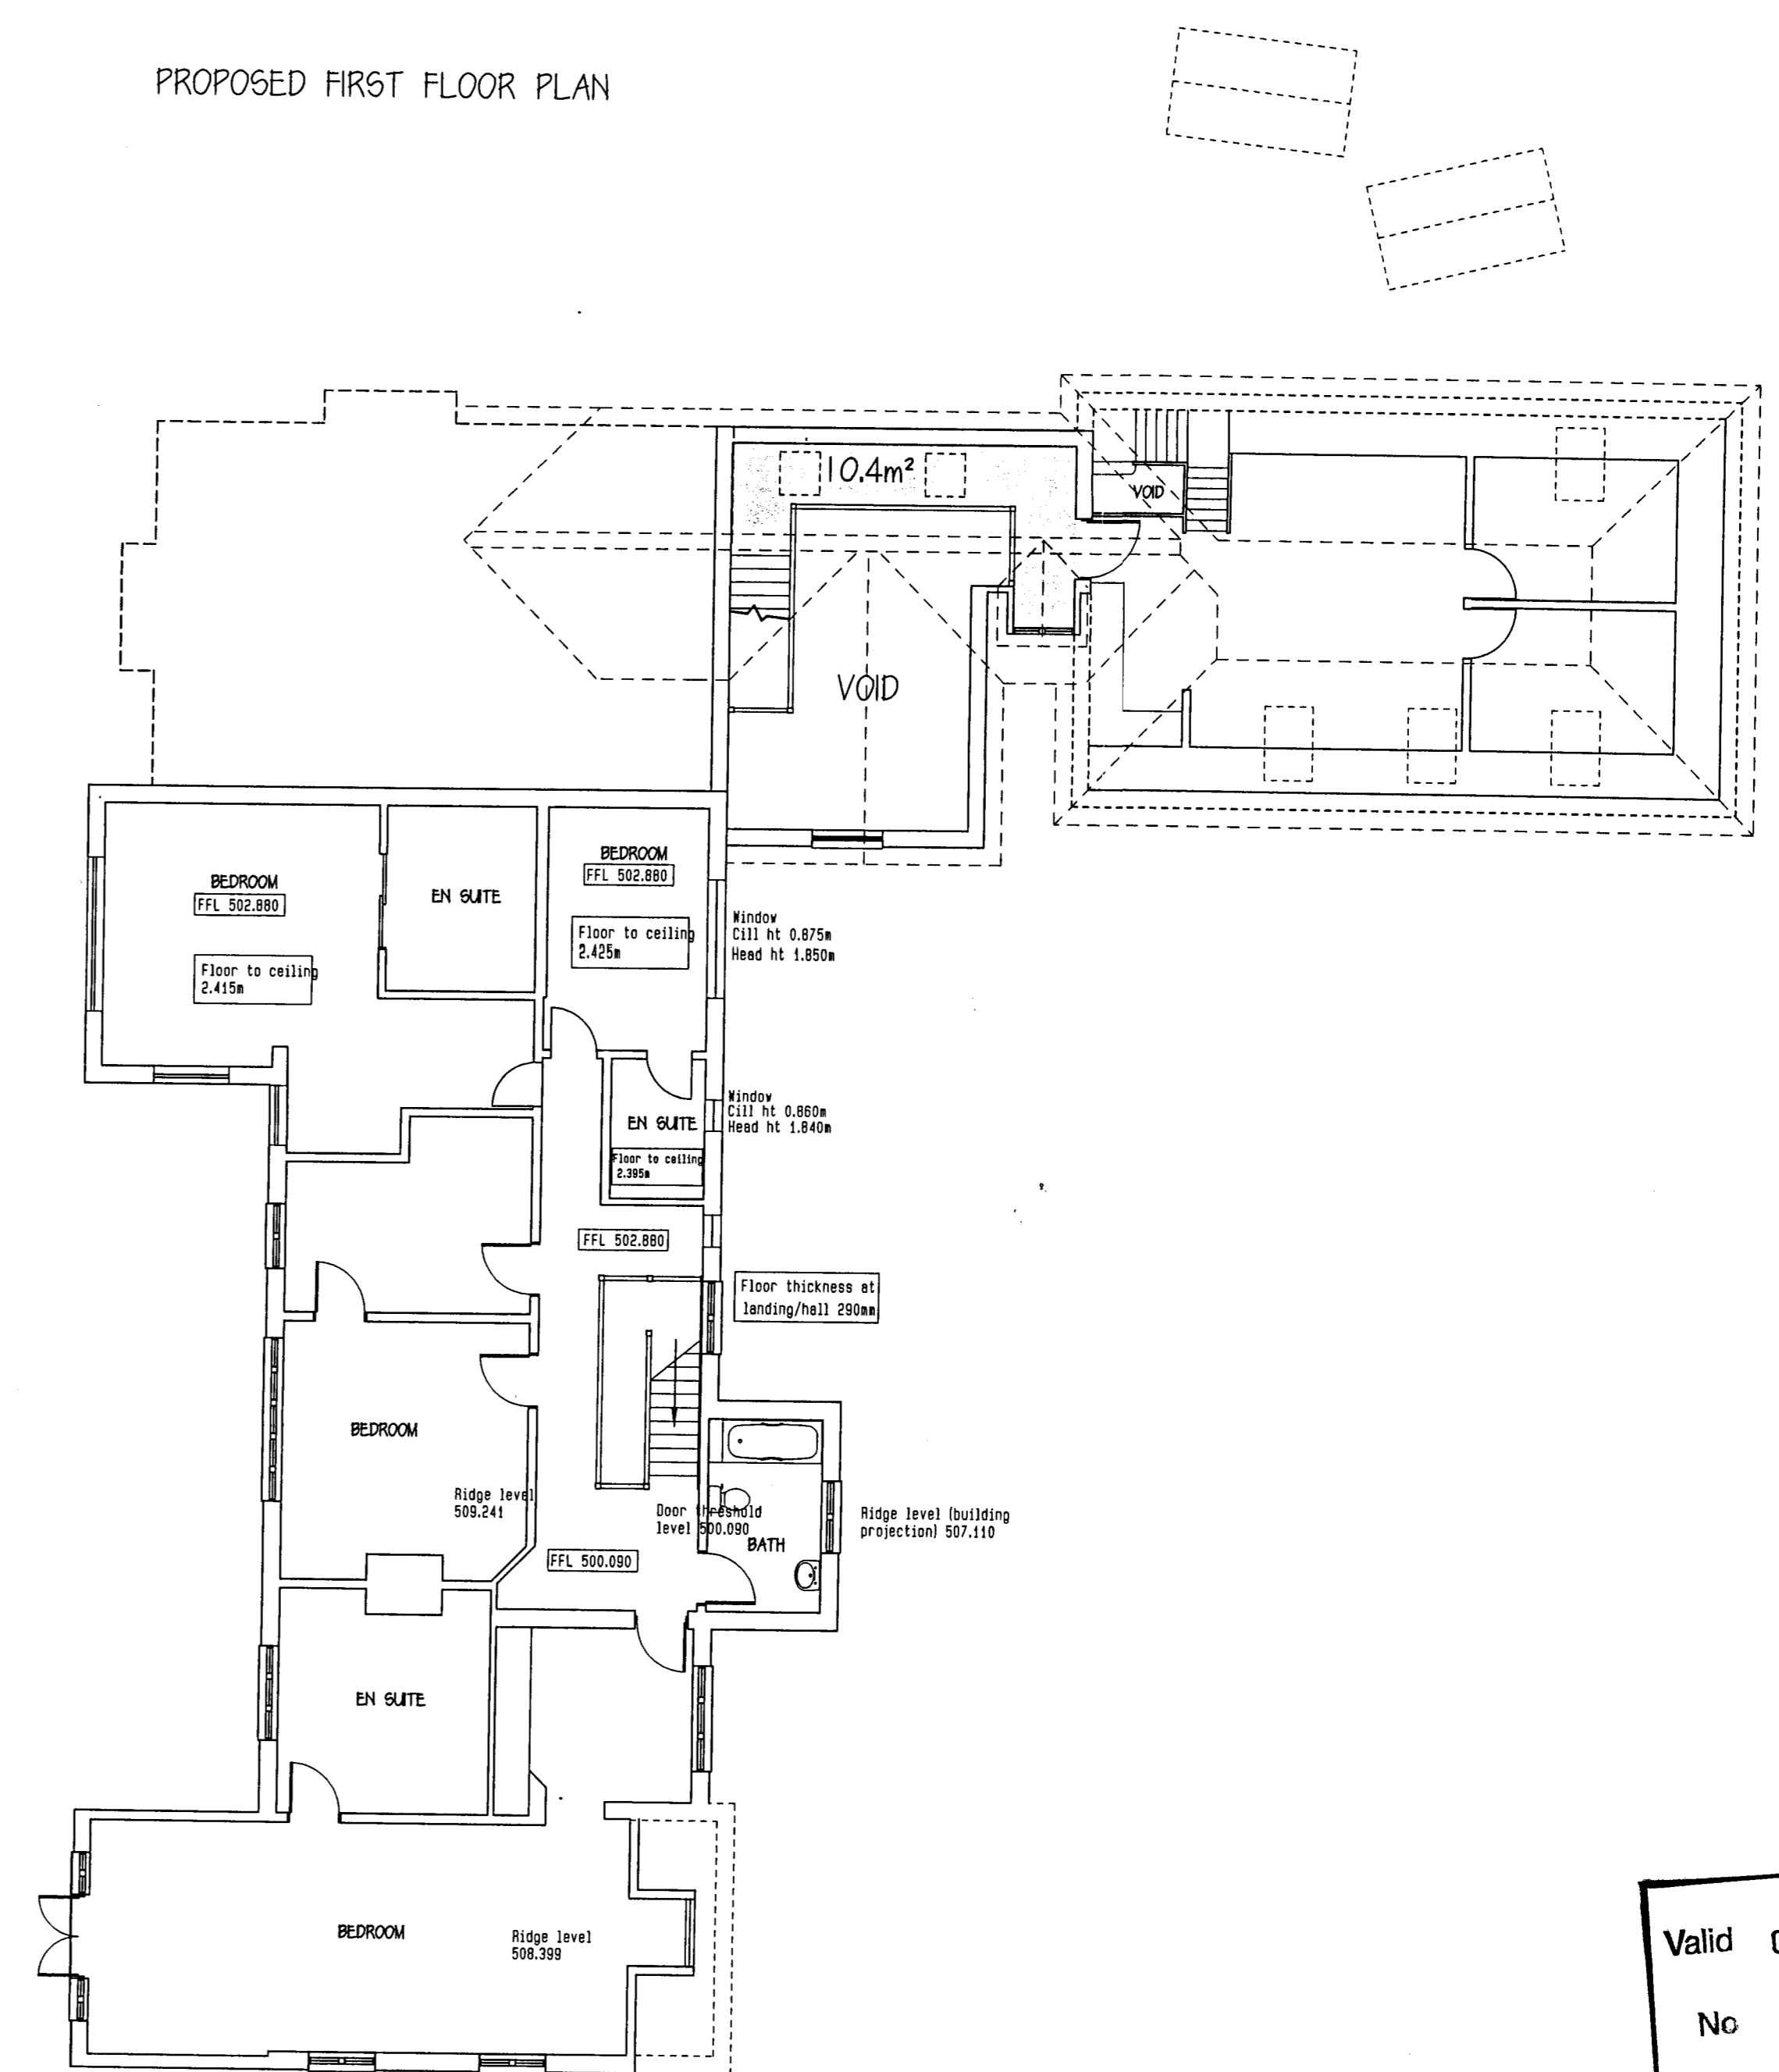 PROPOSED FIRST FLOOR PLAN
10.4m²
VOID
VOID
BEDROOM
FFL 502.880
Floor to ceiling
2.415m
EN SUITE
BEDROOM
FFL 502.880
Floor to ceiling
2.425m
Window
Cill ht 0.875m
Head ht 1.850m
Window
Cill ht 0.860m
Head ht 1.840m
EN SUITE
Floor to ceiling
2.395m
FFL 502.880
Floor thickness at
landing/hall 290mm
BEDROOM
Ridge level
509.241
Door threshold
level 500.090
BATH
Ridge level (building
projection) 507.110
FFL 500.090
EN SUITE
BEDROOM
Ridge level
508.399
Valid
No